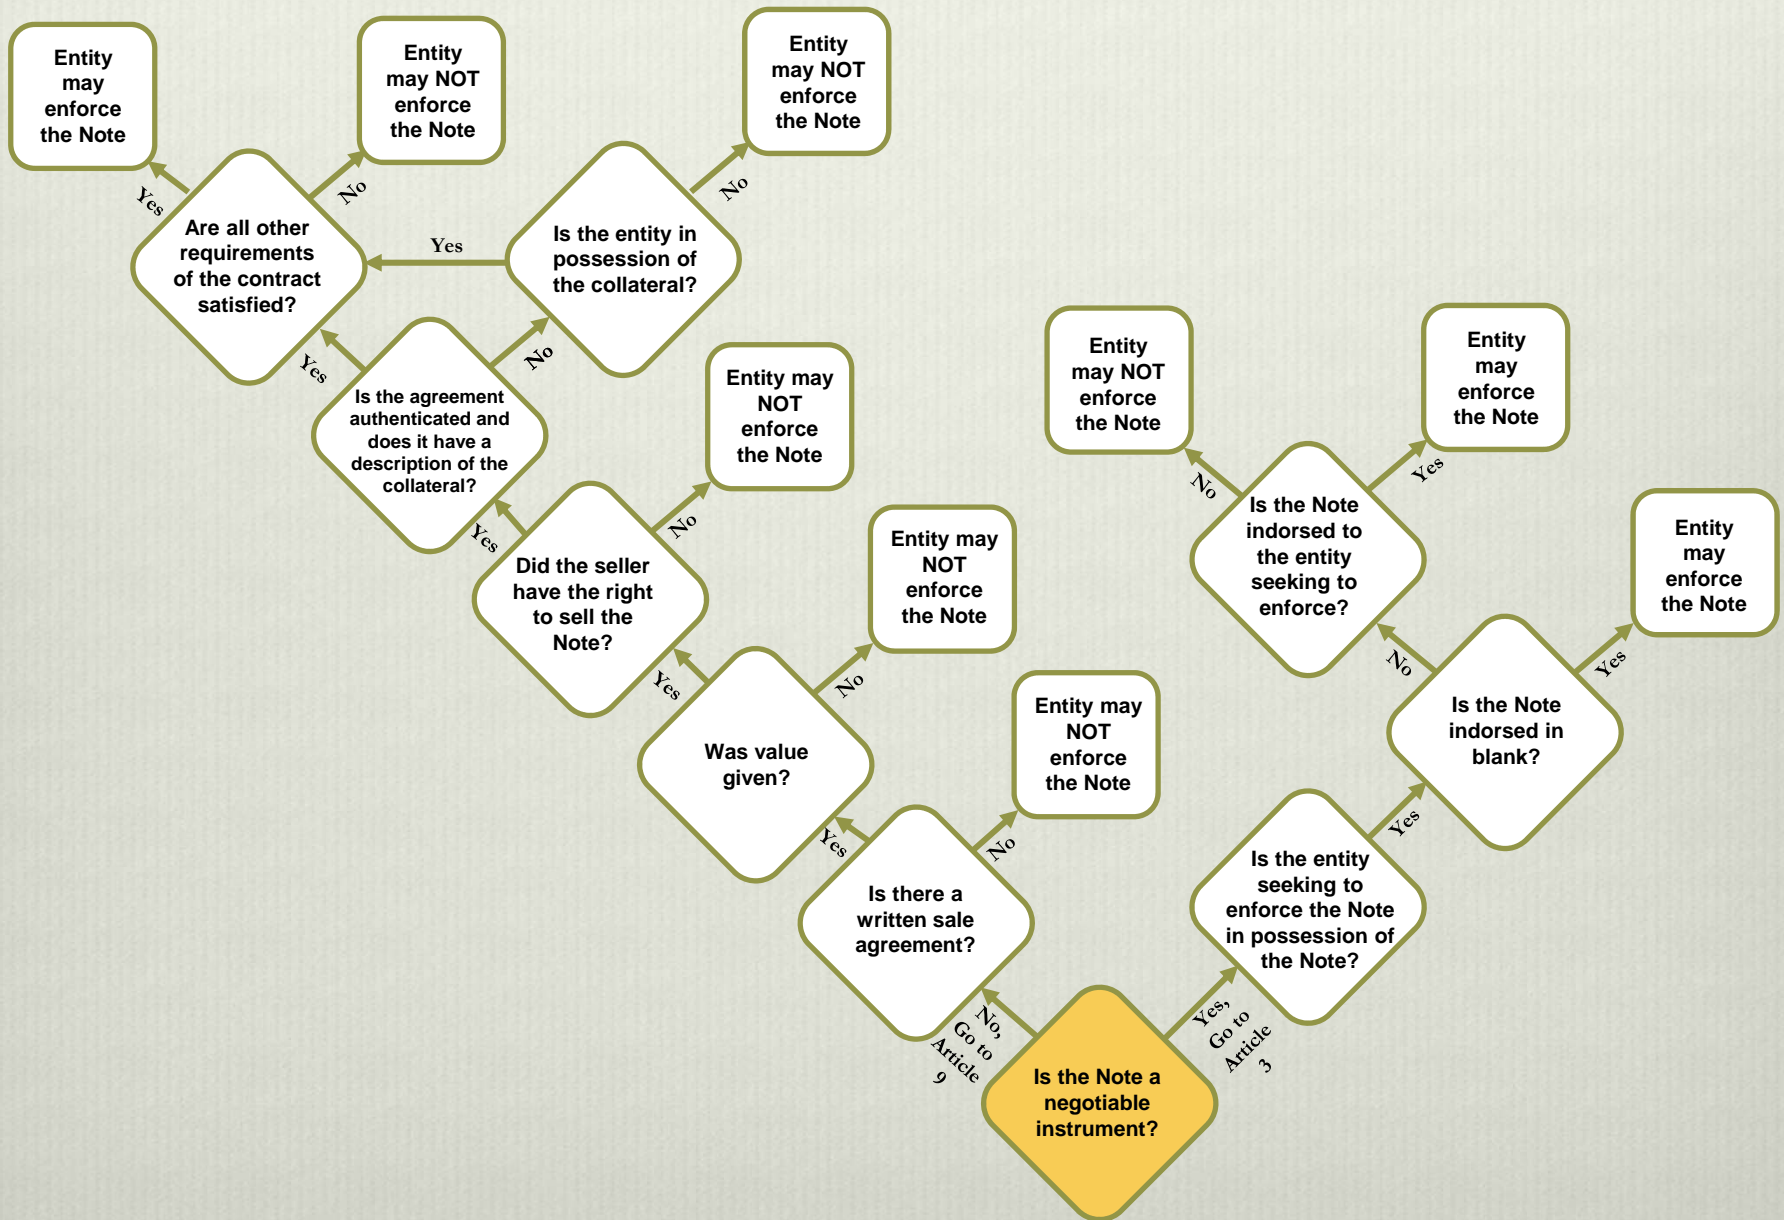 Entity
may
enforce
the Note
Entity
may NOT
enforce
the Note
Entity
may NOT
enforce
the Note
Yes
No
No
Are all other
requirements
of the contract
satisfied?
Yes
Is the entity in
possession of
the collateral?
Yes
No
Is the agreement
authenticated and
does it have a
description of the
collateral?
Entity may
NOT
enforce
the Note
Yes
No
Did the seller
have the right
to sell the
Note?
Entity may
NOT
enforce
the Note
Yes
No
Was value
given?
Entity may
NOT
enforce
the Note
Yes
No
Is there a
written sale
agreement?
No,
Go to
Article
9
Is the Note a
negotiable
instrument?
Yes,
Go to
Article
3
Is the entity
seeking to
enforce the Note
in possession of
the Note?
Yes
Is the Note
indorsed in
blank?
Yes
Entity
may
enforce
the Note
No
Is the Note
indorsed to
the entity
seeking to
enforce?
No
Entity
may NOT
enforce
the Note
Yes
Entity
may
enforce
the Note